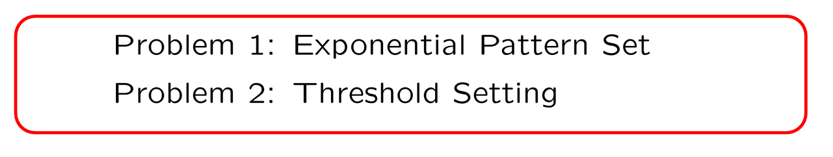 Problem 1: Exponential Pattern Set
Problem 2: Threshold Setting